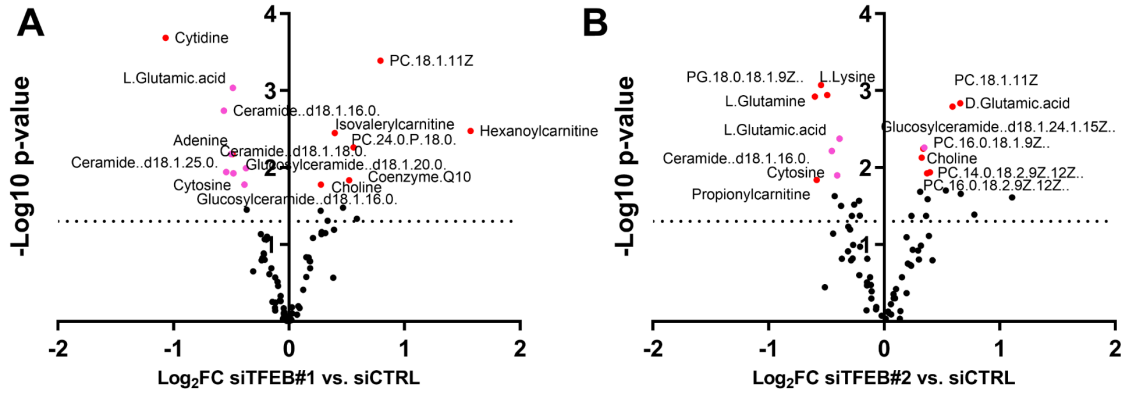 A
4
3
2
1
-Log10 p-value
Cytidine
PC.18.1.11Z
L.Glutamic.acid
Ceramide..d18.1.16.0.
Isovalerylcarnitine
Hexanoylcarnitine
Adenine
PC.24.0.P.18.0.
Ceramide..d18.1.18.0.
Ceramide..d18.1.25.0.
Glucosylceramide..d18.1.20.0.
Coenzyme.Q10
Cytosine
Choline
Glucosylceramide..d18.1.16.0.
-2 -1 0 1 2
Log2FC siTFEB#1 vs. siCTRL
B
4
3
2
1
-Log10 p-value
PG.18.0.18.1.9Z..
L.Lysine
PC.18.1.11Z
L.Glutamine
D.Glutamic.acid
L.Glutamic.acid
Glucosylceramide..d18.1.24.1.15Z..
PC.16.0.18.1.9Z..
Ceramide..d18.1.16.0.
Choline
Cytosine
PC.14.0.18.2.9Z.12Z..
Propionylcarnitine
PC.16.0.18.2.9Z.12Z..
-2 -1 0 1 2
Log2FC siTFEB#2 vs. siCTRL